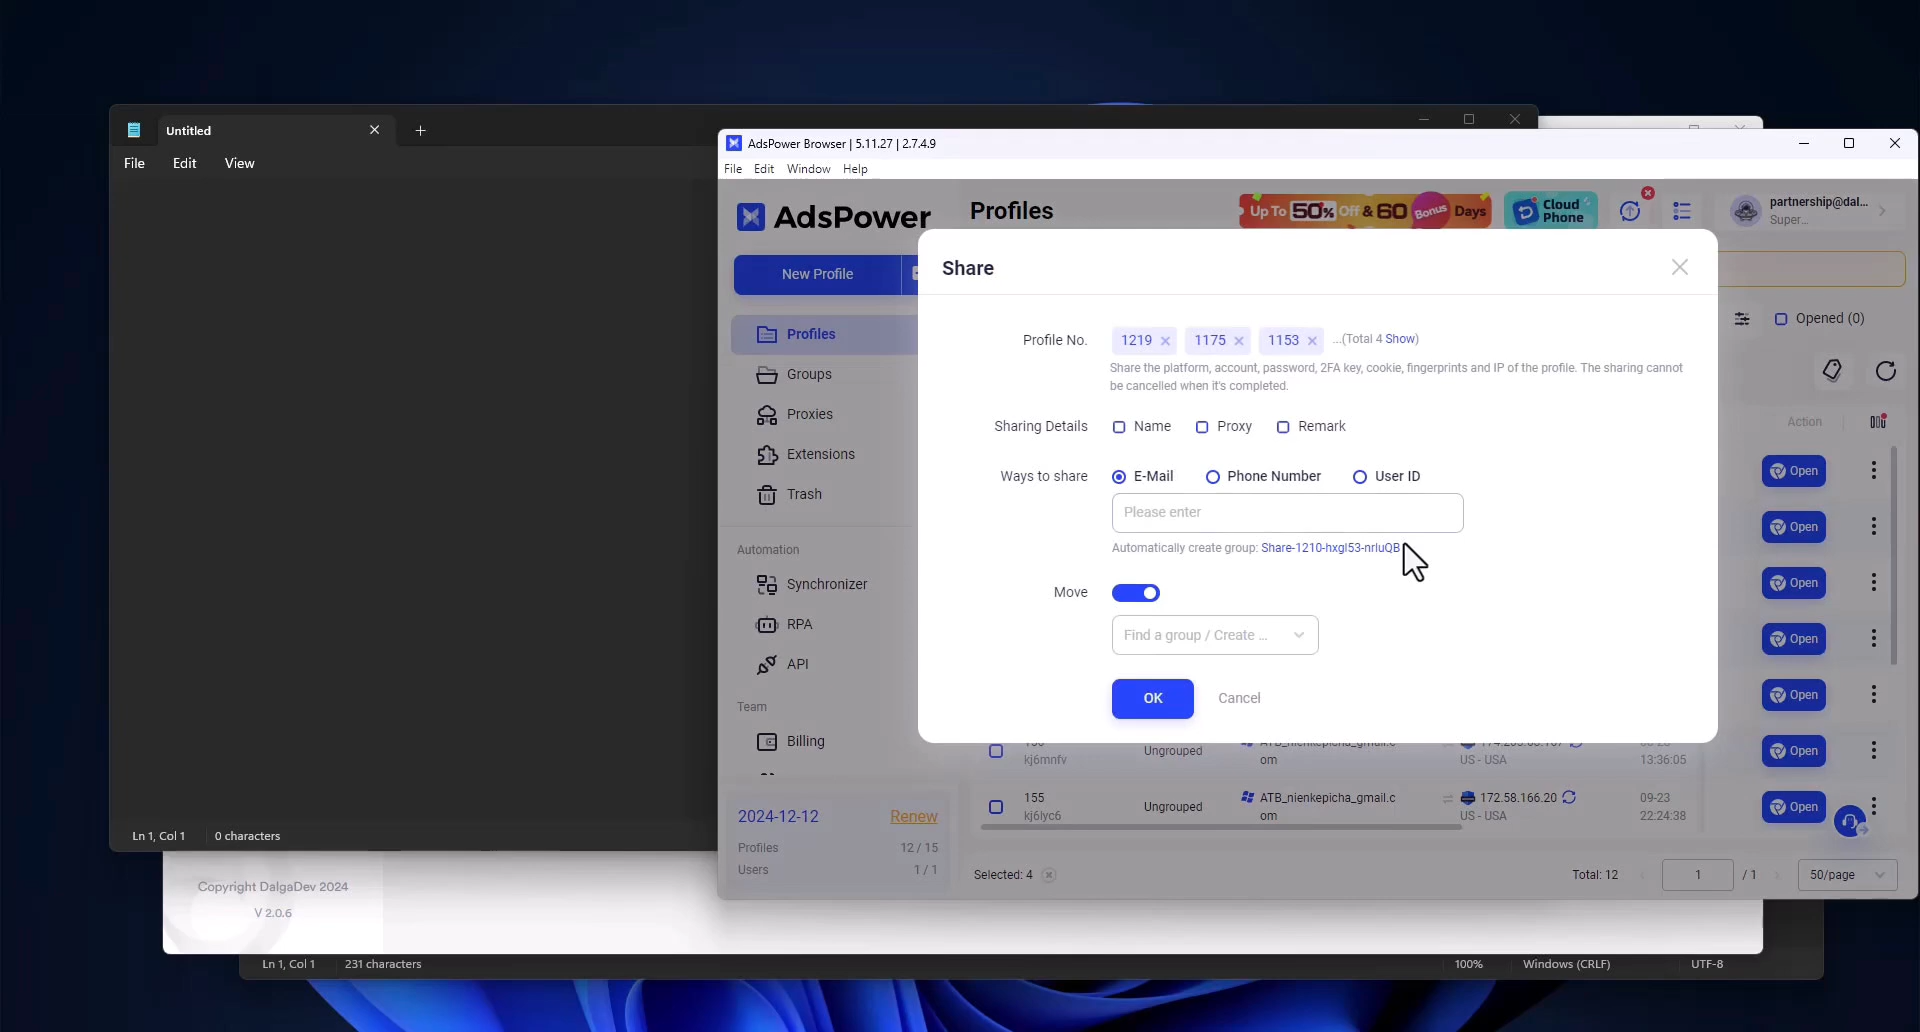 Untitled
File Edit View
AdsPower Browser | 5.11.27 | 2.7.4.9
File Edit Window Help
AdsPower
Profiles
Up To 50% Off & 60 Bonus Days
Cloud Phone
partnership@dal...
Super...
New Profile
Share
Profiles
Opened (0)
Profile No.
1219
1175
1153
...(Total 4 Show)
Share the platform, account, password, 2FA key, cookie, fingerprints and IP of the profile. The sharing cannot
be cancelled when it's completed.
Groups
Proxies
Extensions
Trash
Action
Sharing Details
Name
Proxy
Remark
Ways to share
E-Mail
Phone Number
User ID
Please enter
Automatically create group: Share-1210-hxgl53-nrluQB
Open
Open
Open
Open
Open
Open
Open
Automation
Synchronizer
RPA
API
Move
Find a group / Create ...
OK
Cancel
Team
Billing
kj6mnfv
Ungrouped
om
US - USA
13:36:05
155
kj6lyc6
Ungrouped
ATB_nienkepicha_gmail.c
om
172.58.166.20
US - USA
09-23
22:24:38
2024-12-12
Renew
Profiles 12 / 15
Users 1 / 1
Selected: 4
Total: 12
1
/ 1
50/page
Ln 1, Col 1
0 characters
Copyright DalgaDev 2024
V 2.0.6
Ln 1, Col 1
231 characters
100%
Windows (CRLF)
UTF-8